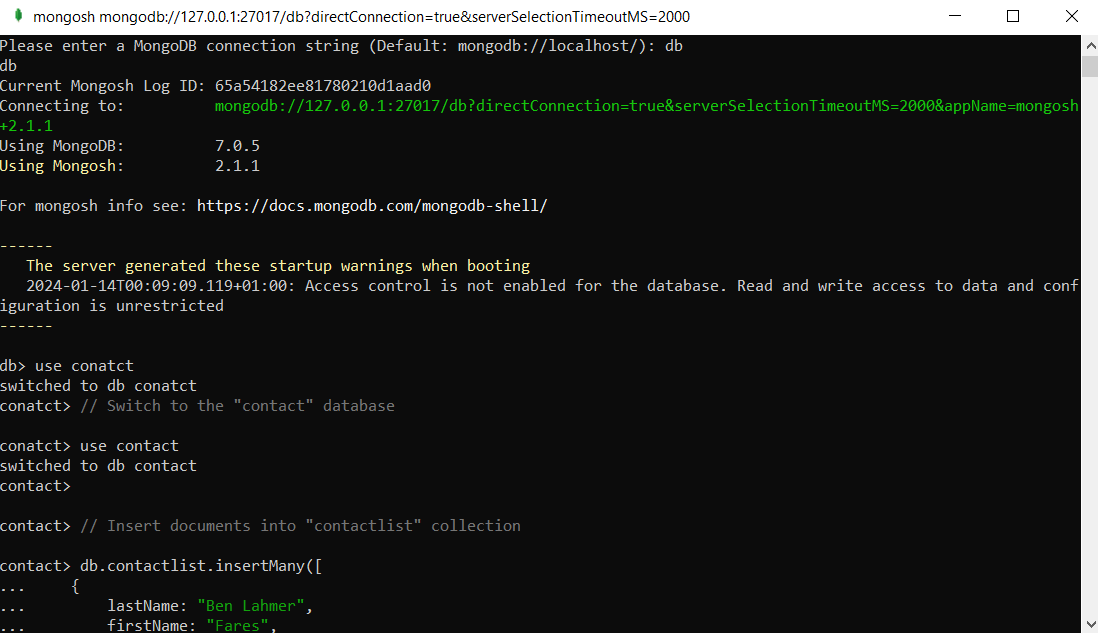 mongosh mongodb://127.0.0.1:27017/db?directConnection=true&serverSelectionTimeoutMS=2000
Please enter a MongoDB connection string (Default: mongodb://localhost/): db
db
Current Mongosh Log ID: 65a54182ee81780210d1aad0
Connecting to:          mongodb://127.0.0.1:27017/db?directConnection=true&serverSelectionTimeoutMS=2000&appName=mongosh
+2.1.1
Using MongoDB:          7.0.5
Using Mongosh:          2.1.1
For mongosh info see: https://docs.mongodb.com/mongodb-shell/
------
   The server generated these startup warnings when booting
   2024-01-14T00:09:09.119+01:00: Access control is not enabled for the database. Read and write access to data and conf
iguration is unrestricted
------
db> use conatct
switched to db conatct
conatct> // Switch to the "contact" database
conatct> use contact
switched to db contact
contact>
contact> // Insert documents into "contactlist" collection
contact> db.contactlist.insertMany([
...     {
...         lastName: "Ben Lahmer",
...         firstName: "Fares",